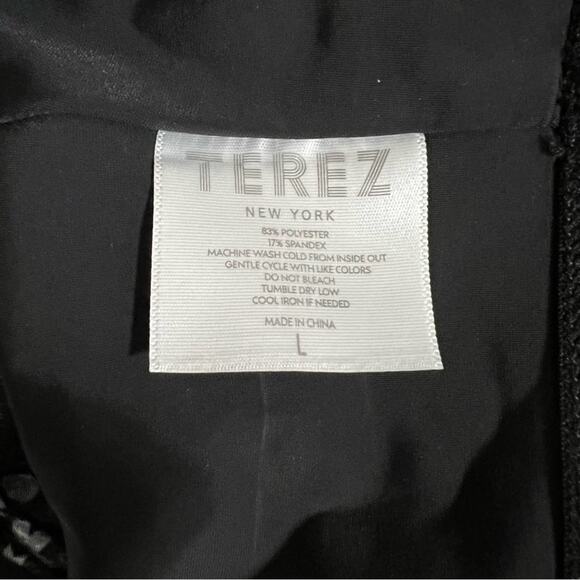 TEREZ
NEW YORK
83% POLYESTER
17% SPANDEX
MACHINE WASH COLD FROM INSIDE OUT
GENTLE CYCLE WITH LIKE COLORS
DO NOT BLEACH
TUMBLE DRY LOW
COOL IRON IF NEEDED
MADE IN CHINA
L